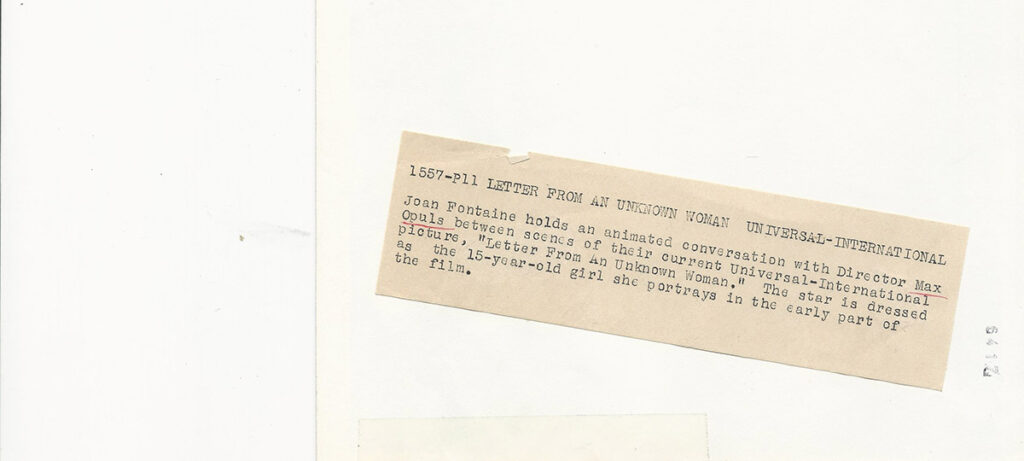 1557-P11 LETTER FROM AN UNKNOWN WOMAN UNIVERSAL-INTERNATIONAL
Joan Fontaine holds an animated conversation with Director Max
Opuls between scenes of their current Universal-International
picture, "Letter From An Unknown Woman." The star is dressed
as the 15-year-old girl she portrays in the early part of
the film.